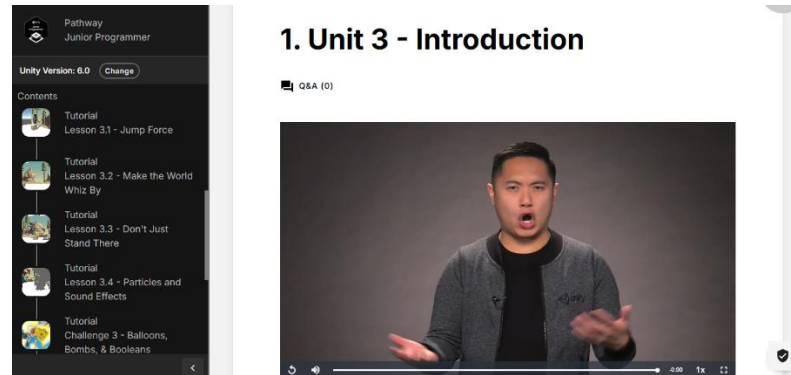 Pathway
Junior Programmer
Unity Version: 6.0 Change
Contents
Tutorial
Lesson 3.1 - Jump Force
Tutorial
Lesson 3.2 - Make the World
Whiz By
Tutorial
Lesson 3.3 - Don't Just
Stand There
Tutorial
Lesson 3.4 - Particles and
Sound Effects
Tutorial
Challenge 3 - Balloons,
Bombs, & Booleans
1. Unit 3 - Introduction
Q&A (0)
-0:00 1x